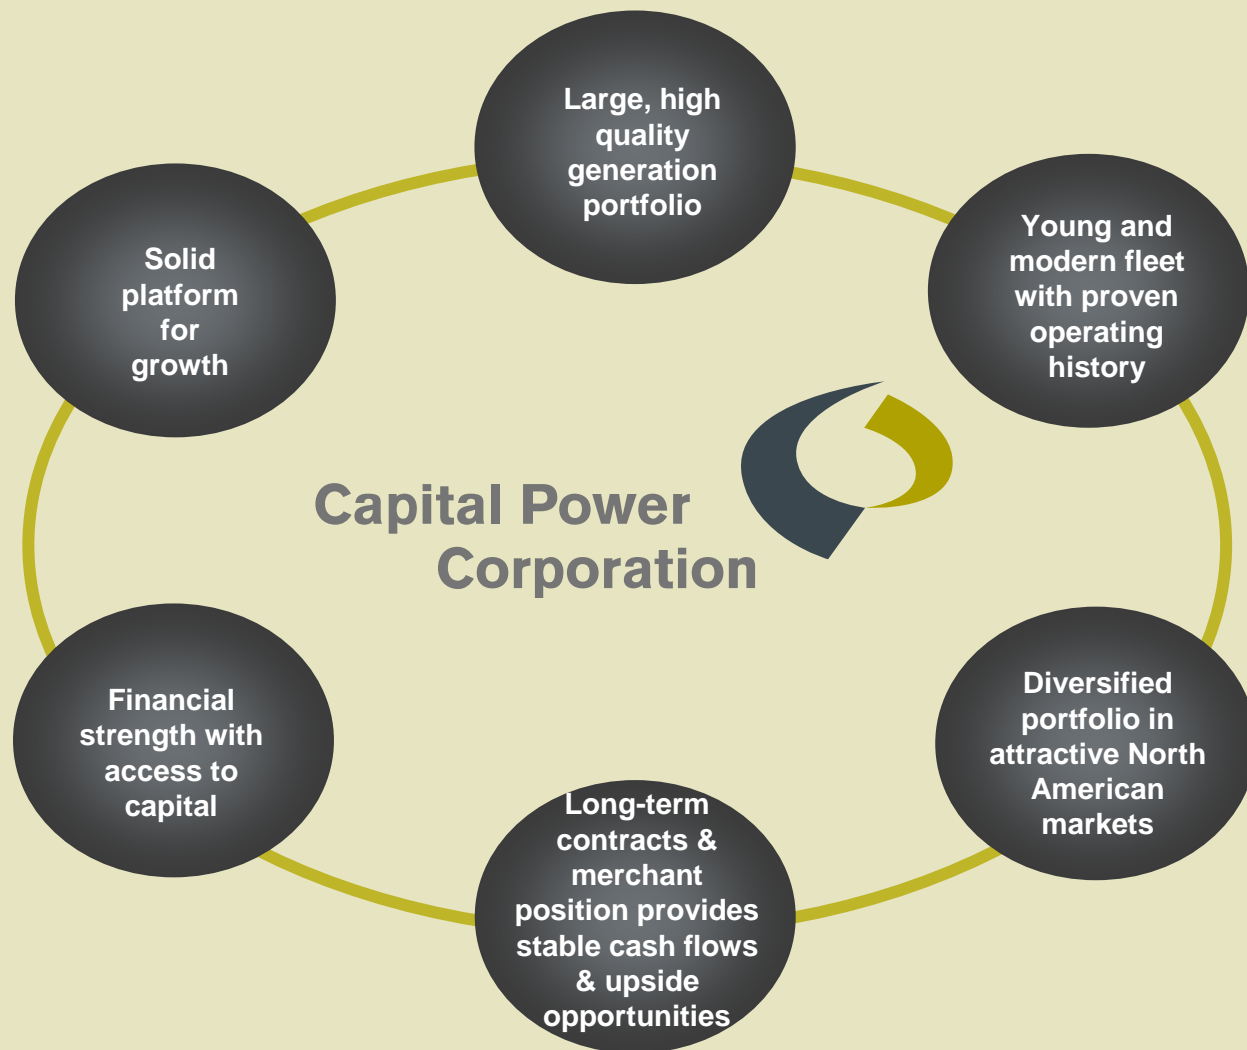 Large, high
quality
generation
portfolio
Young and
modern fleet
with proven
operating
history
Diversified
portfolio in
attractive North
American
markets
Long-term
contracts &
merchant
position provides
stable cash flows
& upside
opportunities
Financial
strength with
access to
capital
Solid
platform
for
growth
Capital Power
Corporation